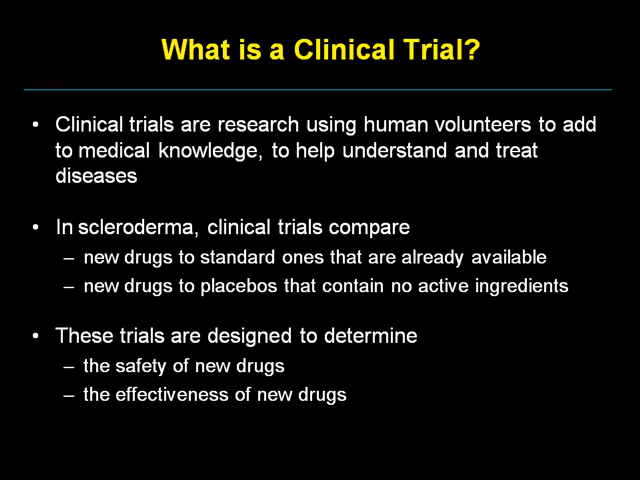 What is a Clinical Trial?
• Clinical trials are research using human volunteers to add
to medical knowledge, to help understand and treat
diseases
• In scleroderma, clinical trials compare
– new drugs to standard ones that are already available
– new drugs to placebos that contain no active ingredients
• These trials are designed to determine
– the safety of new drugs
– the effectiveness of new drugs